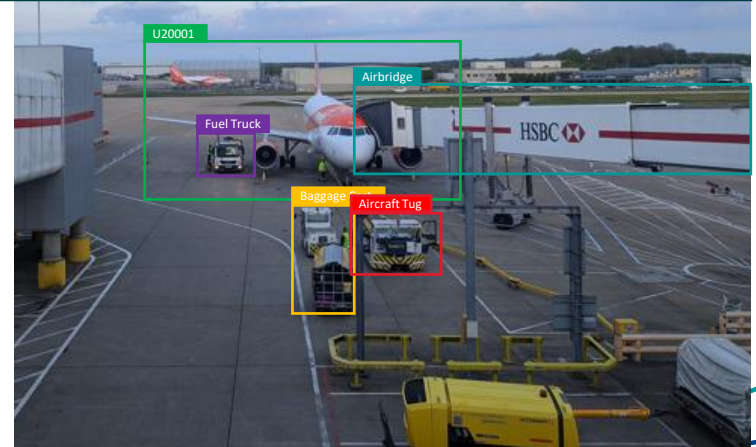 U20001
Airbridge
Fuel Truck
HSBC
Baggage
Aircraft Tug